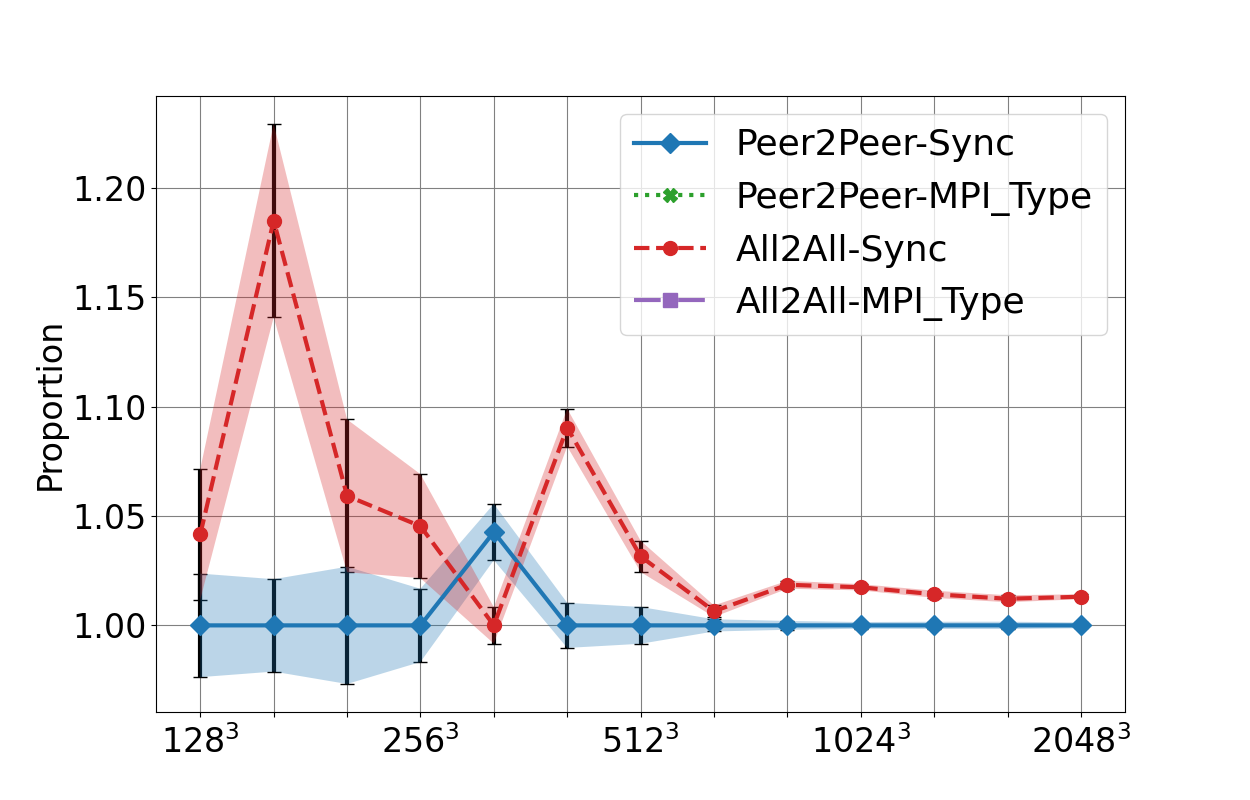 Peer2Peer-Sync
Peer2Peer-MPI_Type
All2All-Sync
All2All-MPI_Type
Proportion
1.20
1.15
1.10
1.05
1.00
128³ 256³ 512³ 1024³ 2048³